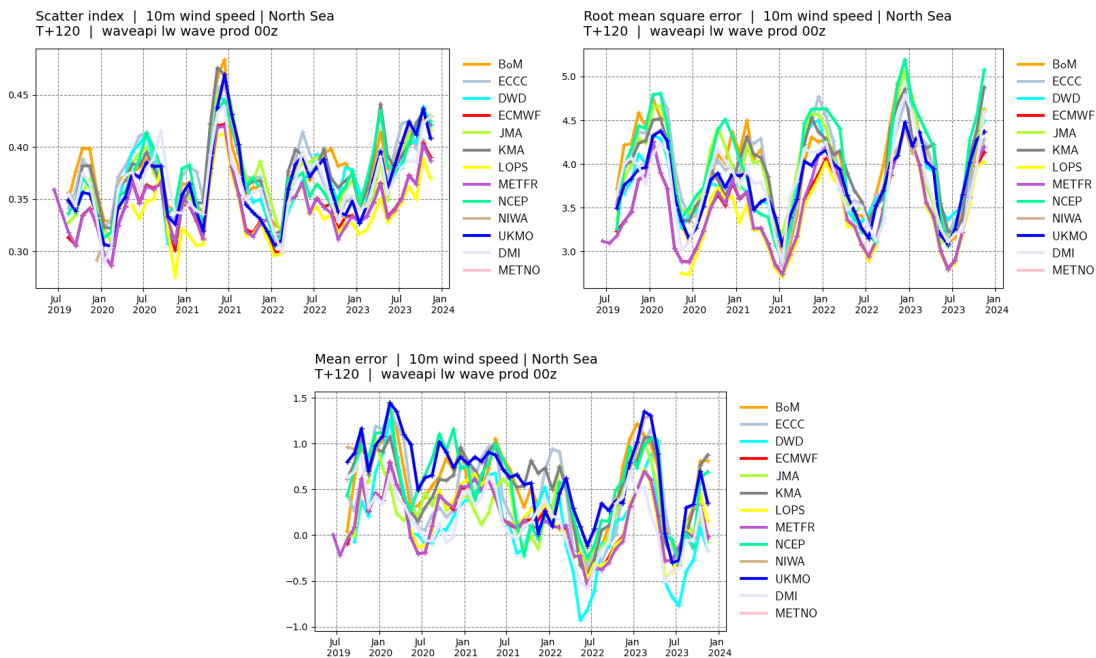 Scatter index | 10m wind speed | North Sea
T+120 | waveapi lw wave prod 00z
0.45
0.40
0.35
0.30
Jul 2019
Jan 2020
Jul 2020
Jan 2021
Jul 2021
Jan 2022
Jul 2022
Jan 2023
Jul 2023
Jan 2024
BoM
ECCC
DWD
ECMWF
JMA
KMA
LOPS
METFR
NCEP
NIWA
UKMO
DMI
METNO
Root mean square error | 10m wind speed | North Sea
T+120 | waveapi lw wave prod 00z
5.0
4.5
4.0
3.5
3.0
Jul 2019
Jan 2020
Jul 2020
Jan 2021
Jul 2021
Jan 2022
Jul 2022
Jan 2023
Jul 2023
Jan 2024
BoM
ECCC
DWD
ECMWF
JMA
KMA
LOPS
METFR
NCEP
NIWA
UKMO
DMI
METNO
Mean error | 10m wind speed | North Sea
T+120 | waveapi lw wave prod 00z
1.5
1.0
0.5
0.0
−0.5
−1.0
Jul 2019
Jan 2020
Jul 2020
Jan 2021
Jul 2021
Jan 2022
Jul 2022
Jan 2023
Jul 2023
Jan 2024
BoM
ECCC
DWD
ECMWF
JMA
KMA
LOPS
METFR
NCEP
NIWA
UKMO
DMI
METNO